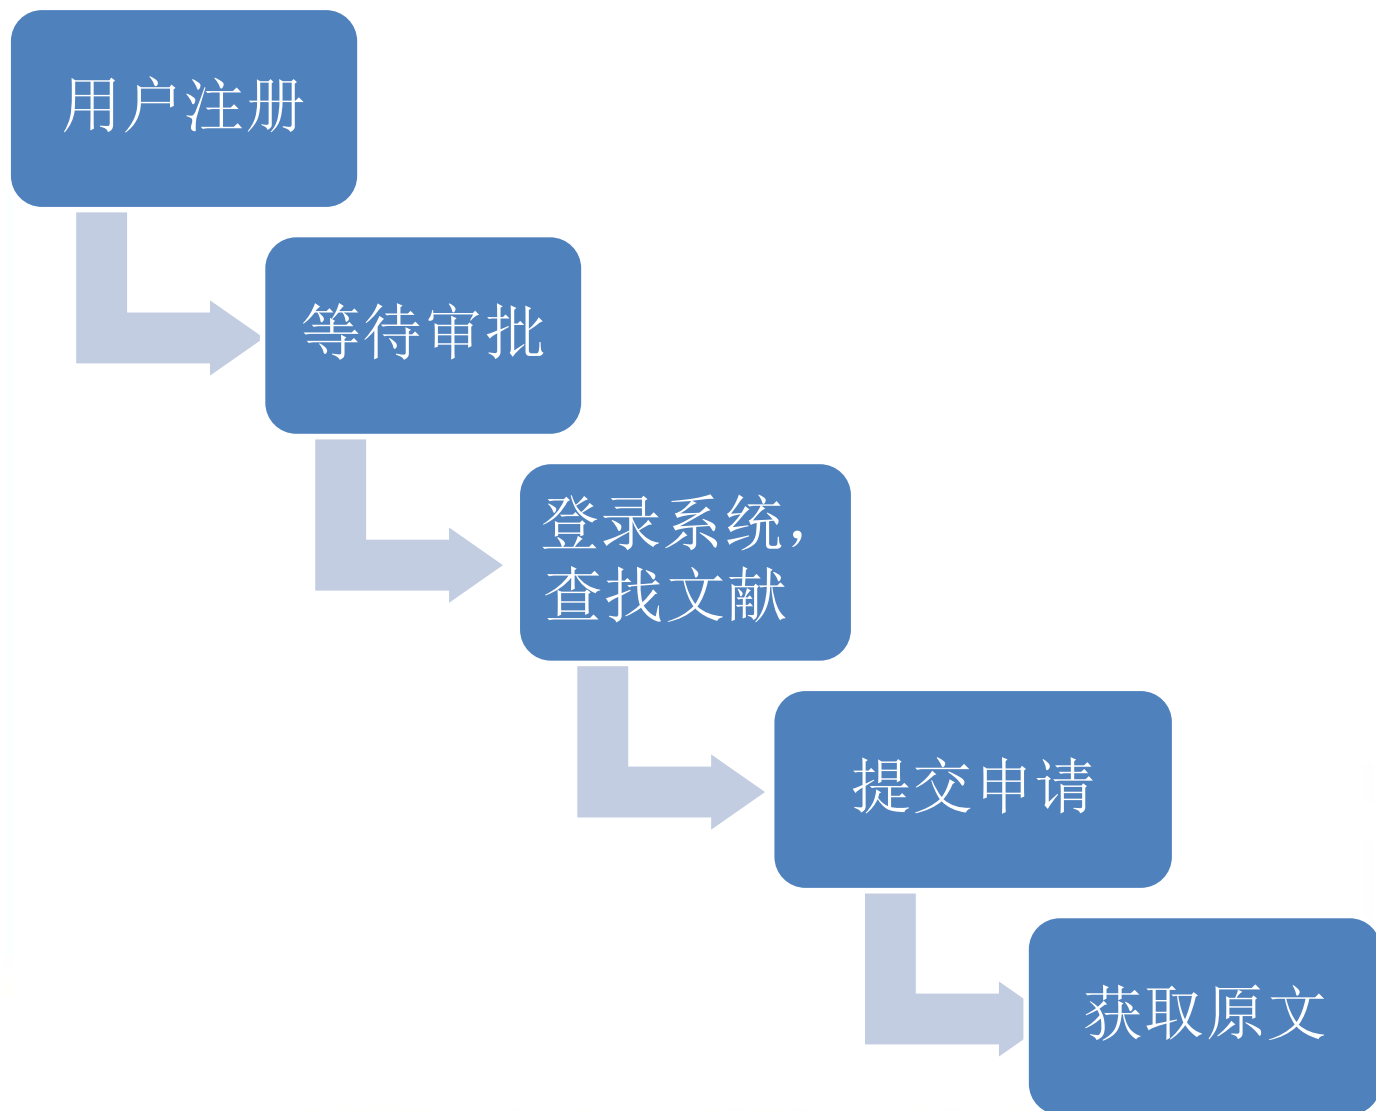 用户注册
等待审批
登录系统，
查找文献
提交申请
获取原文